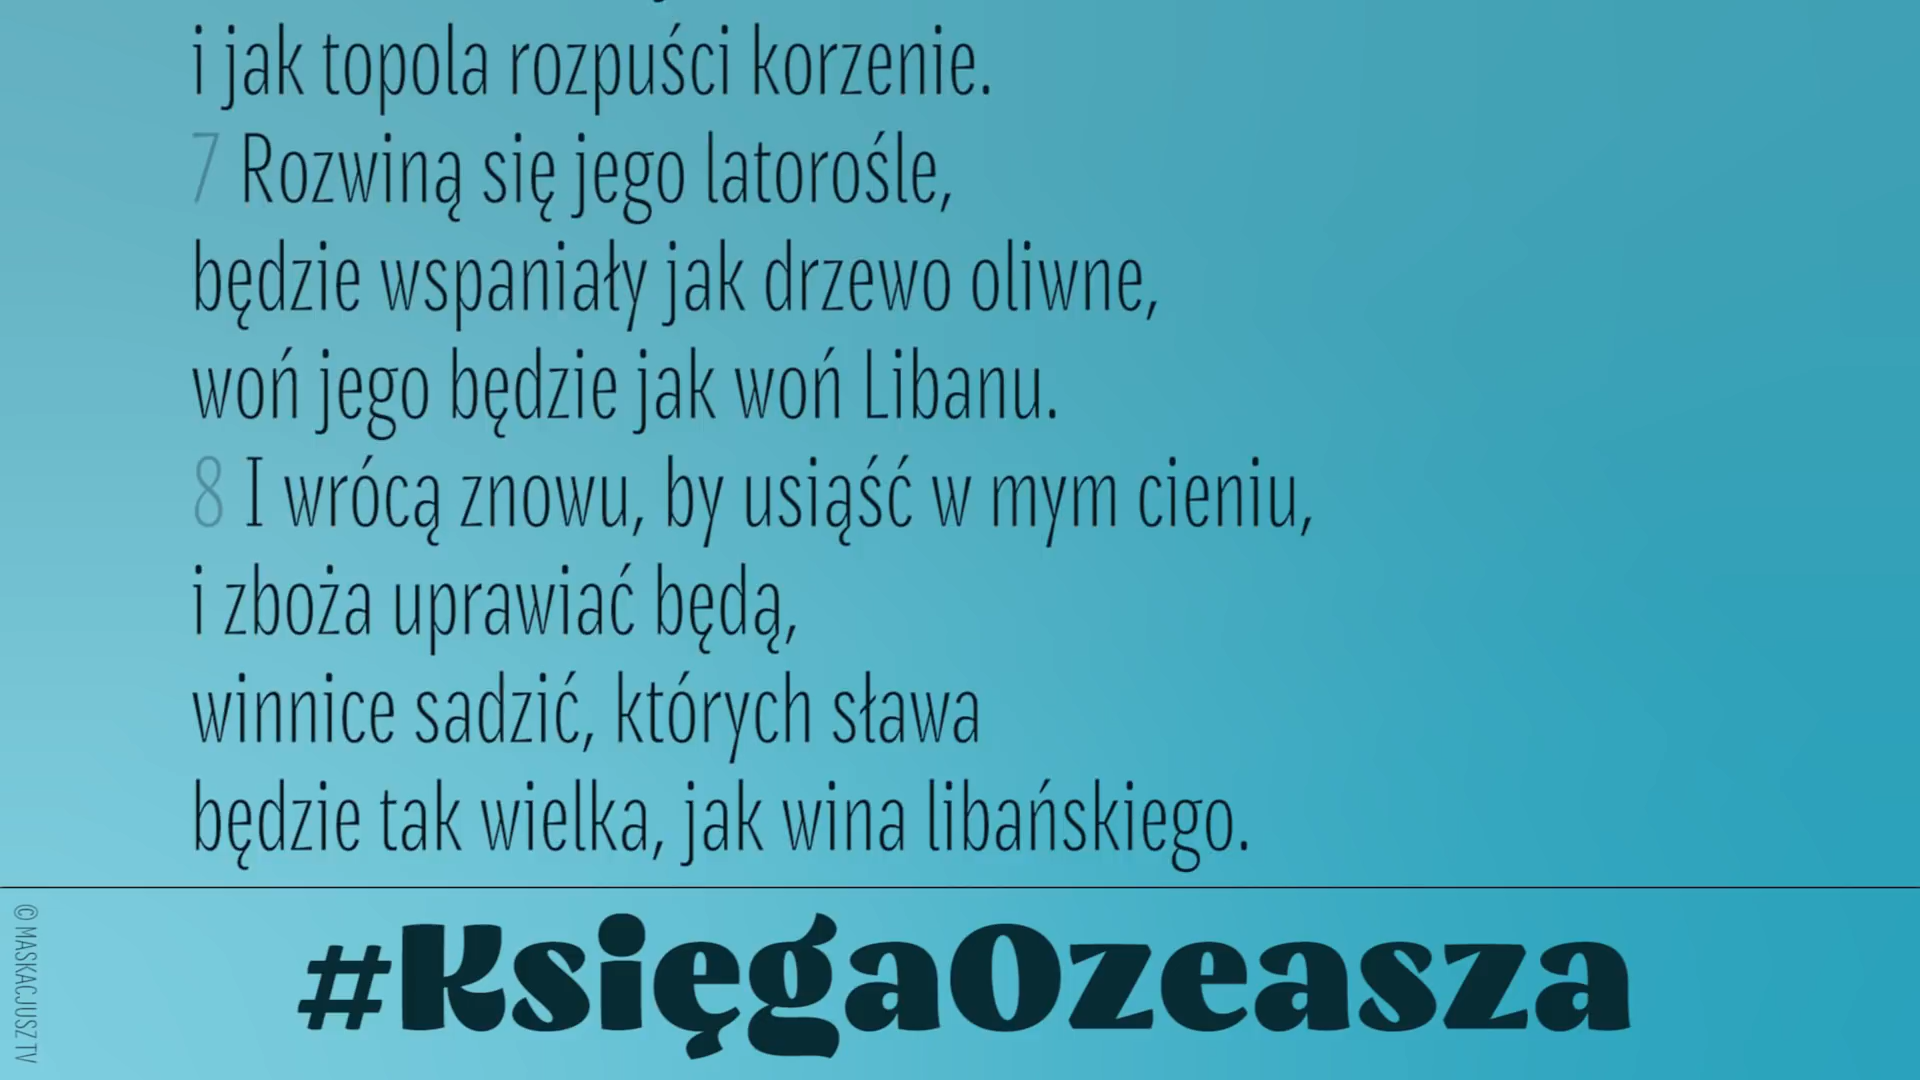 i jak topola rozpuści korzenie.
7 Rozwiną się jego latorośle,
będzie wspaniały jak drzewo oliwne,
woń jego będzie jak woń Libanu.
8 I wrócą znowu, by usiąść w mym cieniu,
i zboża uprawiać będą,
winnice sadzić, których sława
będzie tak wielka, jak wina libańskiego.
© MASKACJUSZ TV
#KsięgaOzeasza